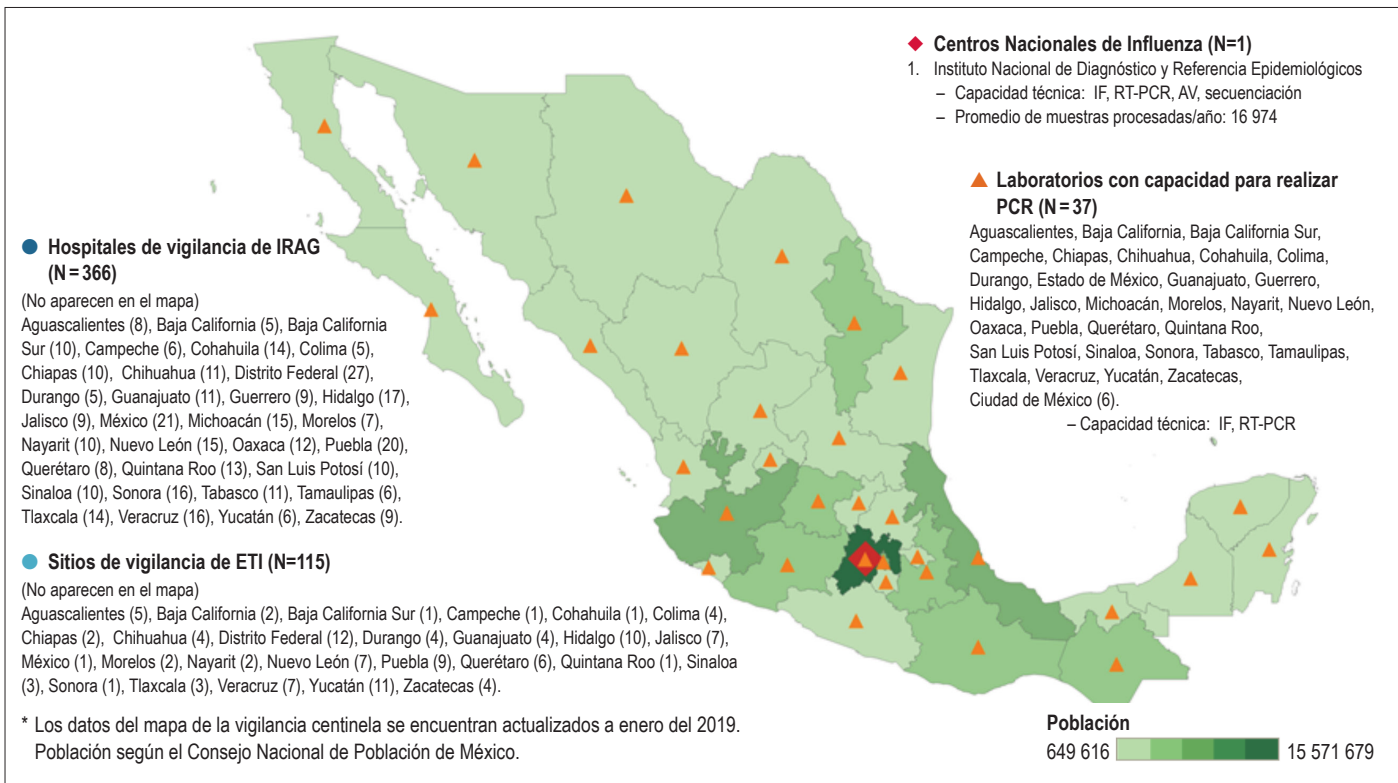 Centros Nacionales de Influenza (N=1)
1. Instituto Nacional de Diagnóstico y Referencia Epidemiológicos
– Capacidad técnica: IF, RT-PCR, AV, secuenciación
– Promedio de muestras procesadas/año: 16 974
Laboratorios con capacidad para realizar
PCR (N = 37)
Aguascalientes, Baja California, Baja California Sur,
Campeche, Chiapas, Chihuahua, Cohahuila, Colima,
Durango, Estado de México, Guanajuato, Guerrero,
Hidalgo, Jalisco, Michoacán, Morelos, Nayarit, Nuevo León,
Oaxaca, Puebla, Querétaro, Quintana Roo,
San Luis Potosí, Sinaloa, Sonora, Tabasco, Tamaulipas,
Tlaxcala, Veracruz, Yucatán, Zacatecas,
Ciudad de México (6).
– Capacidad técnica: IF, RT-PCR
Hospitales de vigilancia de IRAG
(N = 366)
(No aparecen en el mapa)
Aguascalientes (8), Baja California (5), Baja California
Sur (10), Campeche (6), Cohahuila (14), Colima (5),
Chiapas (10), Chihuahua (11), Distrito Federal (27),
Durango (5), Guanajuato (11), Guerrero (9), Hidalgo (17),
Jalisco (9), México (21), Michoacán (15), Morelos (7),
Nayarit (10), Nuevo León (15), Oaxaca (12), Puebla (20),
Querétaro (8), Quintana Roo (13), San Luis Potosí (10),
Sinaloa (10), Sonora (16), Tabasco (11), Tamaulipas (6),
Tlaxcala (14), Veracruz (16), Yucatán (6), Zacatecas (9).
Sitios de vigilancia de ETI (N=115)
(No aparecen en el mapa)
Aguascalientes (5), Baja California (2), Baja California Sur (1), Campeche (1), Cohahuila (1), Colima (4),
Chiapas (2), Chihuahua (4), Distrito Federal (12), Durango (4), Guanajuato (4), Hidalgo (10), Jalisco (7),
México (1), Morelos (2), Nayarit (2), Nuevo León (7), Puebla (9), Querétaro (6), Quintana Roo (1), Sinaloa
(3), Sonora (1), Tlaxcala (3), Veracruz (7), Yucatán (11), Zacatecas (4).
* Los datos del mapa de la vigilancia centinela se encuentran actualizados a enero del 2019.
Población según el Consejo Nacional de Población de México.
Población
649 616 15 571 679